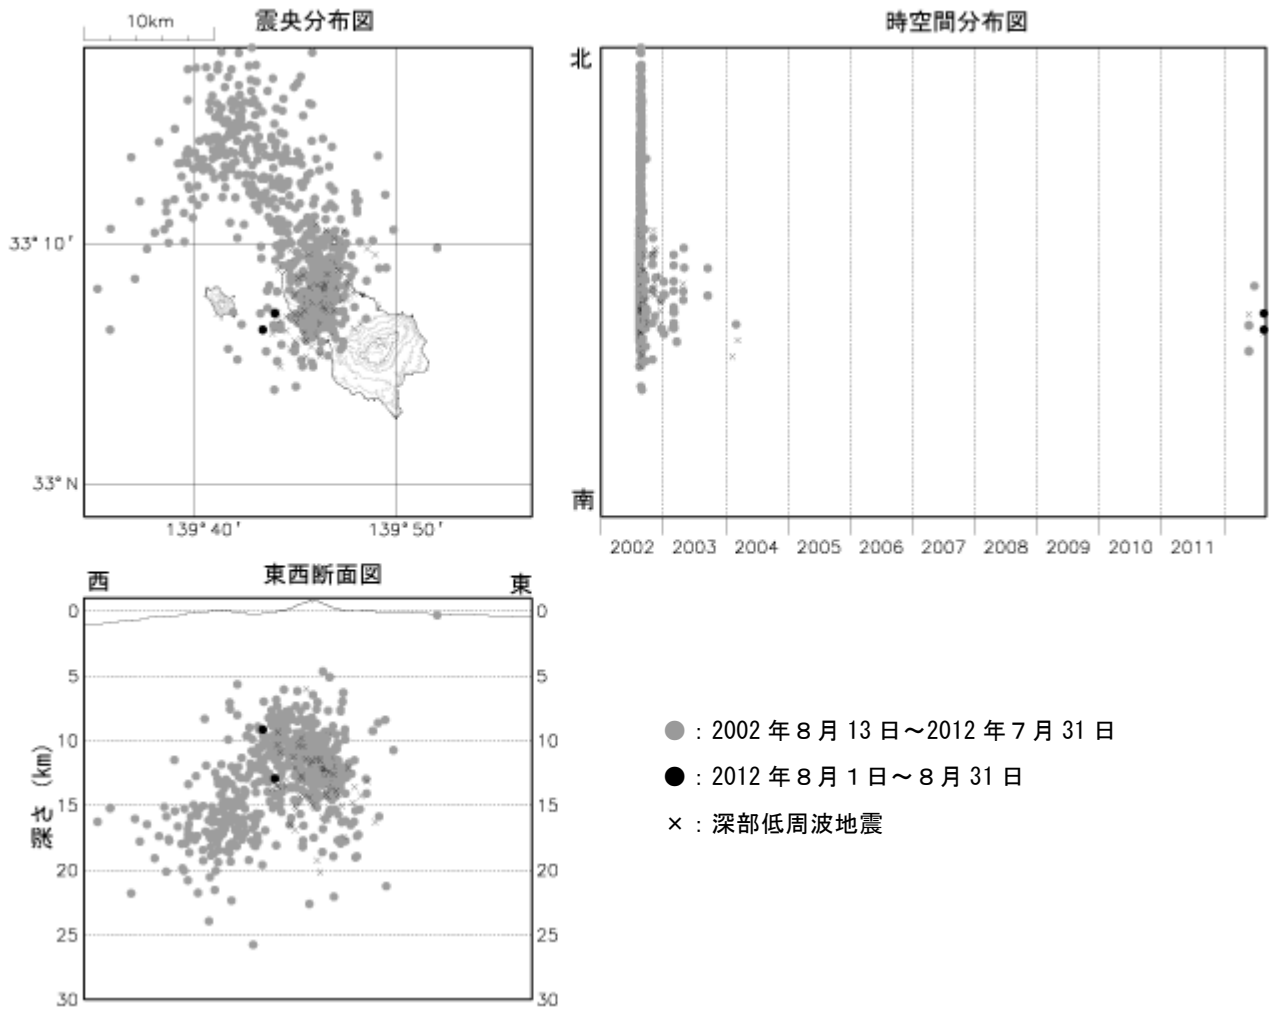 10km
震央分布図
33°10′
33°N
139°40′
139°50′
時空間分布図
北
南
2002
2003
2004
2005
2006
2007
2008
2009
2010
2011
東西断面図
西
東
0
5
10
15
20
25
30
深さ (km)
0
5
10
15
20
25
30
● : 2002 年 8 月 13 日～2012 年 7 月 31 日
● : 2012 年 8 月 1 日～8 月 31 日
× : 深部低周波地震